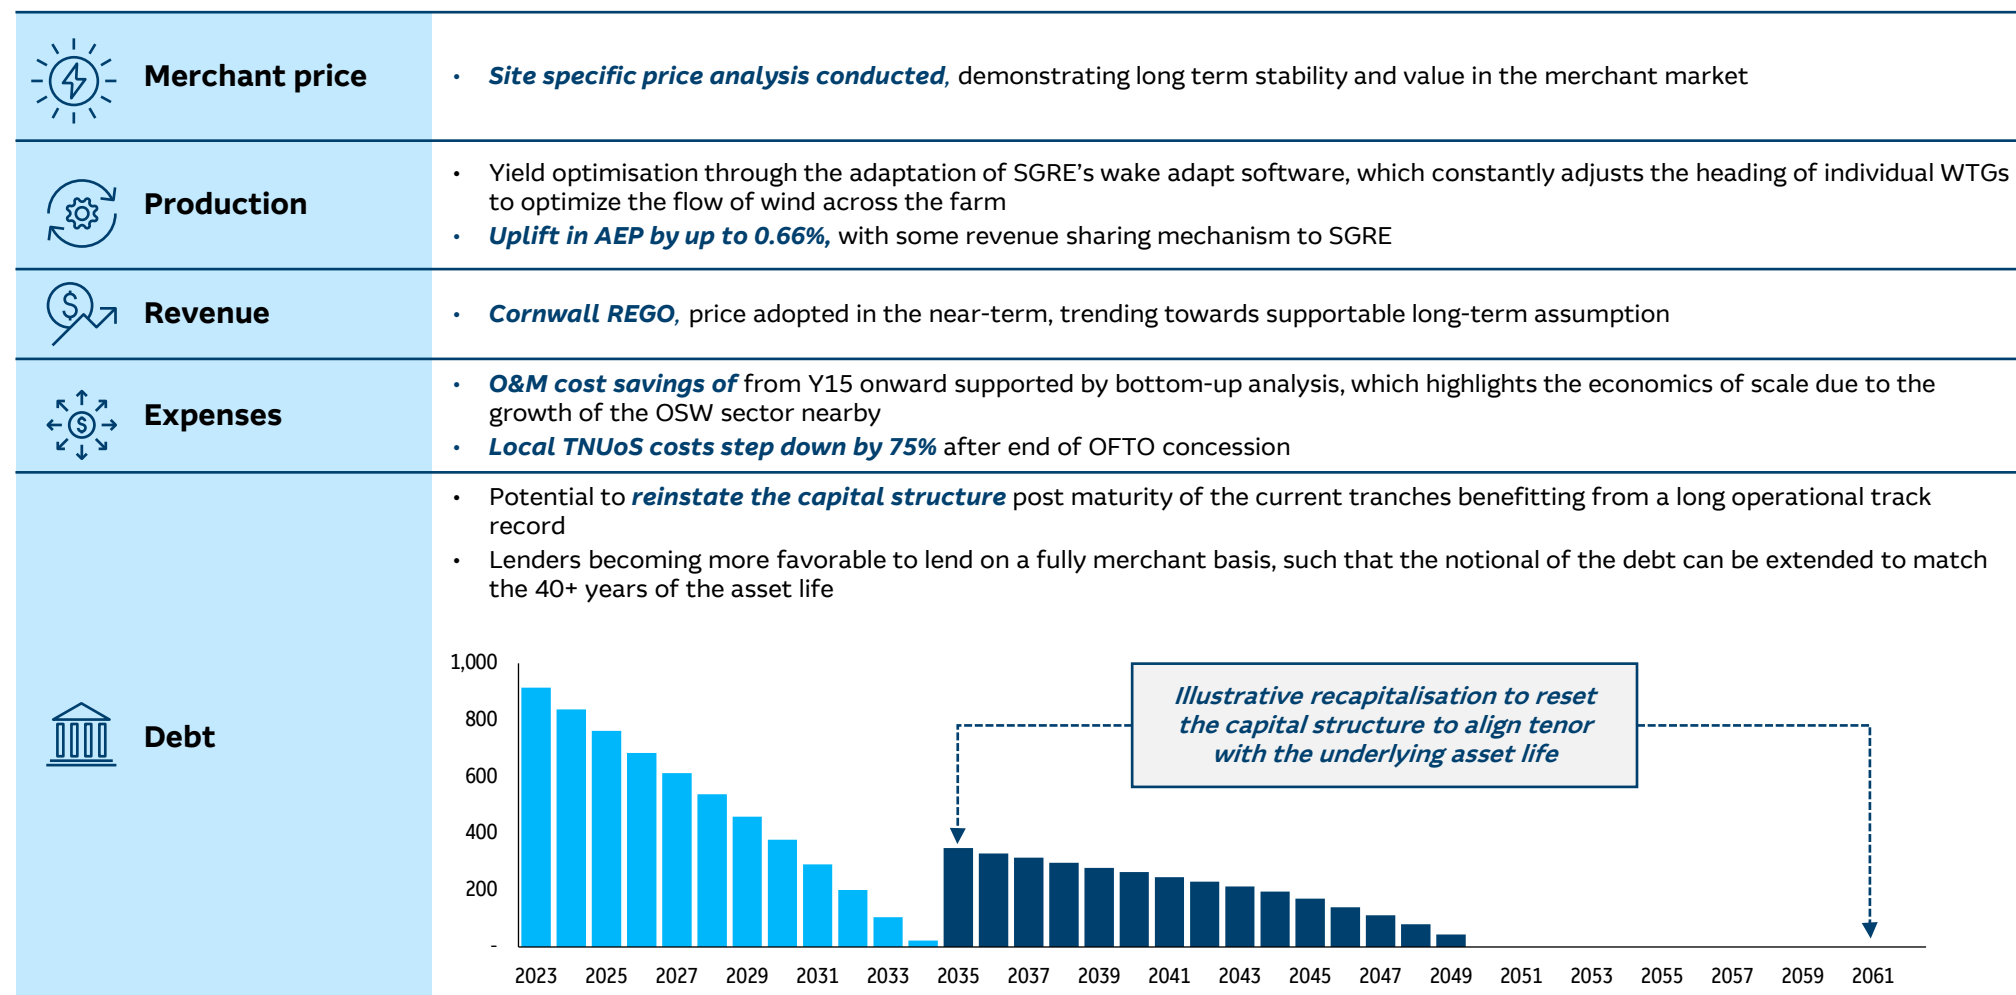 Merchant price
• Site specific price analysis conducted, demonstrating long term stability and value in the merchant market
Production
• Yield optimisation through the adaptation of SGRE’s wake adapt software, which constantly adjusts the heading of individual WTGs
to optimize the flow of wind across the farm
• Uplift in AEP by up to 0.66%, with some revenue sharing mechanism to SGRE
Revenue
• Cornwall REGO, price adopted in the near-term, trending towards supportable long-term assumption
Expenses
• O&M cost savings of from Y15 onward supported by bottom-up analysis, which highlights the economics of scale due to the
growth of the OSW sector nearby
• Local TNUoS costs step down by 75% after end of OFTO concession
Debt
• Potential to reinstate the capital structure post maturity of the current tranches benefitting from a long operational track
record
• Lenders becoming more favorable to lend on a fully merchant basis, such that the notional of the debt can be extended to match
the 40+ years of the asset life
1,000
800
600
400
200
-
Illustrative recapitalisation to reset
the capital structure to align tenor
with the underlying asset life
2023 2025 2027 2029 2031 2033 2035 2037 2039 2041 2043 2045 2047 2049 2051 2053 2055 2057 2059 2061